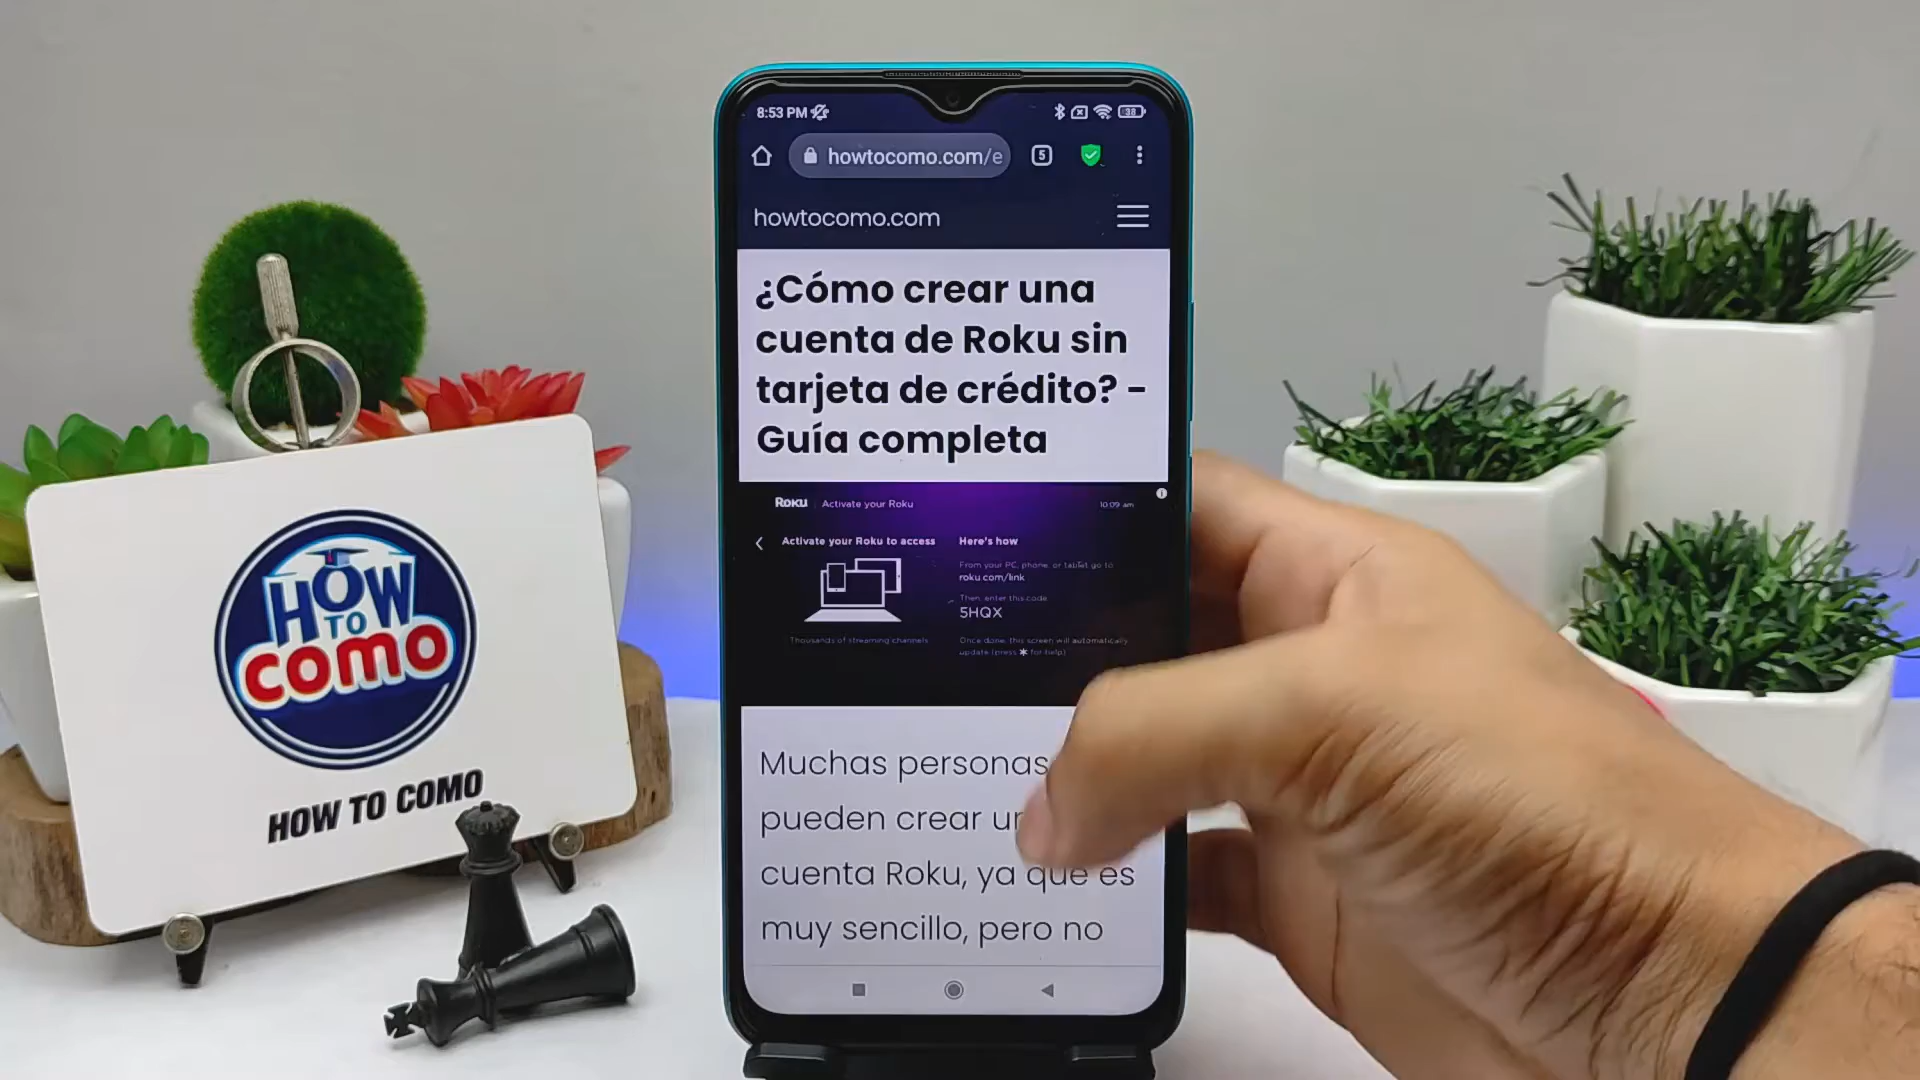 8:53 PM
38
howtocomo.com/e
5
howtocomo.com
¿Cómo crear una
cuenta de Roku sin
tarjeta de crédito? -
Guía completa
Roku Activate your Roku
10:09 am
Activate your Roku to access
Here's how
From your PC, phone, or tablet go to
roku.com/link
Then, enter this code
5HQX
Thousands of streaming channels
Once done, this screen will automatically
update (press * for help)
Muchas personas
pueden crear
cuenta Roku, ya que es
muy sencillo, pero no
HOW
TO
como
HOW TO COMO